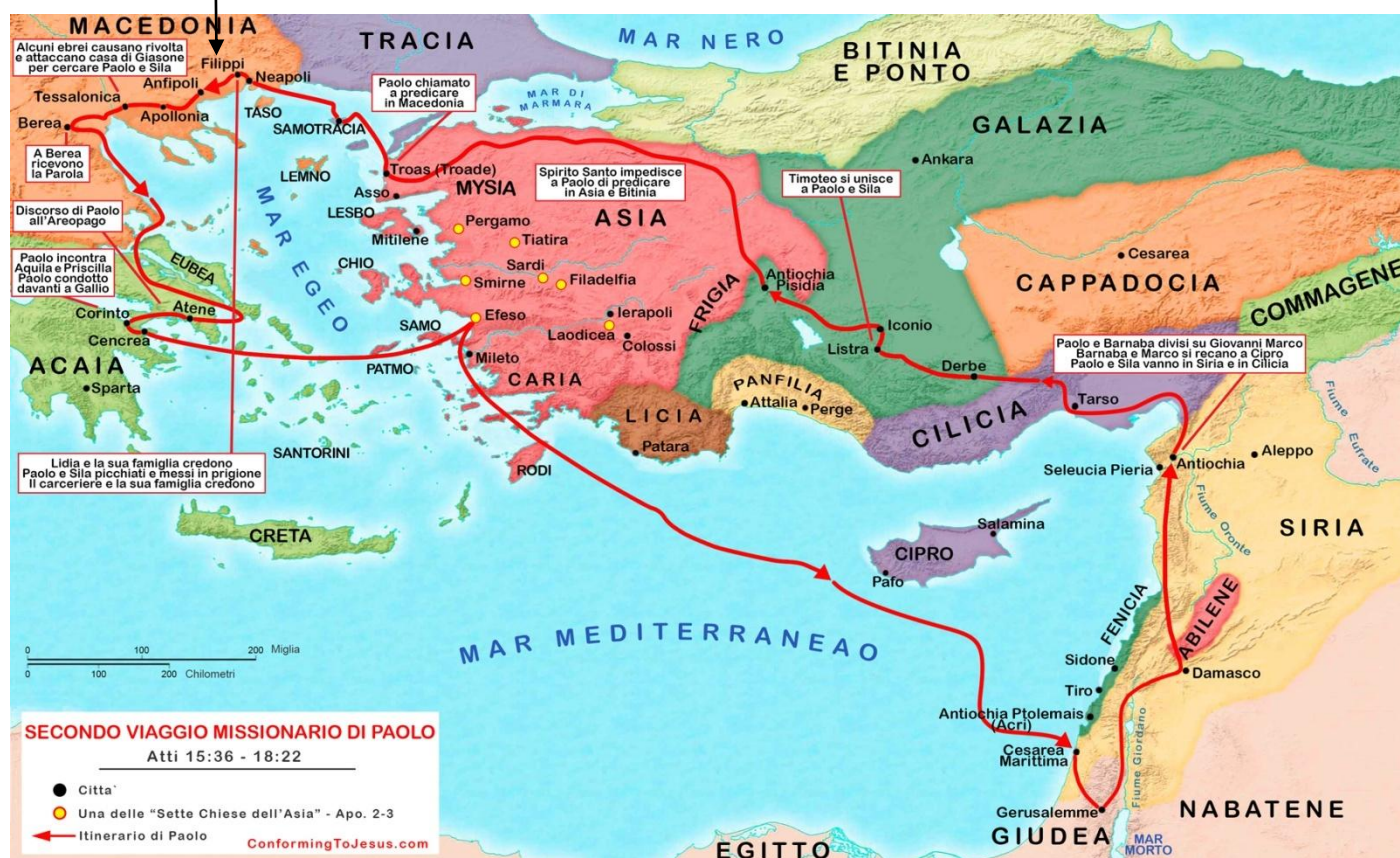 MACEDONIA
TRACIA
MAR NERO
BITINIA
E PONTO
Alcuni ebrei causano rivolta
e attaccano casa di Giasone
per cercare Paolo e Sila
Filippi
Neapoli
Anfipoli
Tessalonica
Apollonia
Berea
TASO
SAMOTRACIA
Paolo chiamato
a predicare
in Macedonia
MAR DI
MARMARA
GALAZIA
Ankara
A Berea
ricevono
la Parola
LEMNO
Troas (Troade)
Asso
MYSIA
Spirito Santo impedisce
a Paolo di predicare
in Asia e Bitinia
Timoteo si unisce
a Paolo e Sila
ASIA
LESBO
Mitilene
Pergamo
Tiatira
Discorso di Paolo
all'Areopago
MAR EGEO
Paolo incontra
Aquila e Priscilla
Paolo condotto
davanti a Gallio
EUBEA
CHIO
Sardi
Smirne
Filadelfia
FRIGIA
Antiochia
Pisidia
Cesarea
CAPPADOCIA
COMMAGENE
Corinto
Atene
Cencrea
SAMO
Efeso
Ierapoli
Laodicea
Colossi
Iconio
Listra
Derbe
Paolo e Barnaba divisi su Giovanni Marco
Barnaba e Marco si recano a Cipro
Paolo e Sila vanno in Siria e in Cilicia
ACAIA
Sparta
PATMO
Mileto
CARIA
LICIA
Patara
PANFILIA
Attalia
Perge
CILICIA
Tarso
Fiume
Eufrate
Lidia e la sua famiglia credono
Paolo e Sila picchiati e messi in prigione
Il carceriere e la sua famiglia credono
SANTORINI
RODI
Seleucia Pieria
Antiochia
Aleppo
Fiume Oronte
SIRIA
CRETA
Salamina
CIPRO
Pafo
MAR MEDITERRANEAO
FENICIA
ABILENE
Sidone
Tiro
Damasco
0 100 200 Miglia
0 100 200 Chilometri
Antiochia Ptolemais
(Acri)
Cesarea
Marittima
Fiume Giordano
Gerusalemme
GIUDEA
MAR
MORTO
NABATENE
EGITTO
SECONDO VIAGGIO MISSIONARIO DI PAOLO
Atti 15:36 - 18:22
Citta`
Una delle "Sette Chiese dell'Asia" - Apo. 2-3
Itinerario di Paolo
ConformingToJesus.com